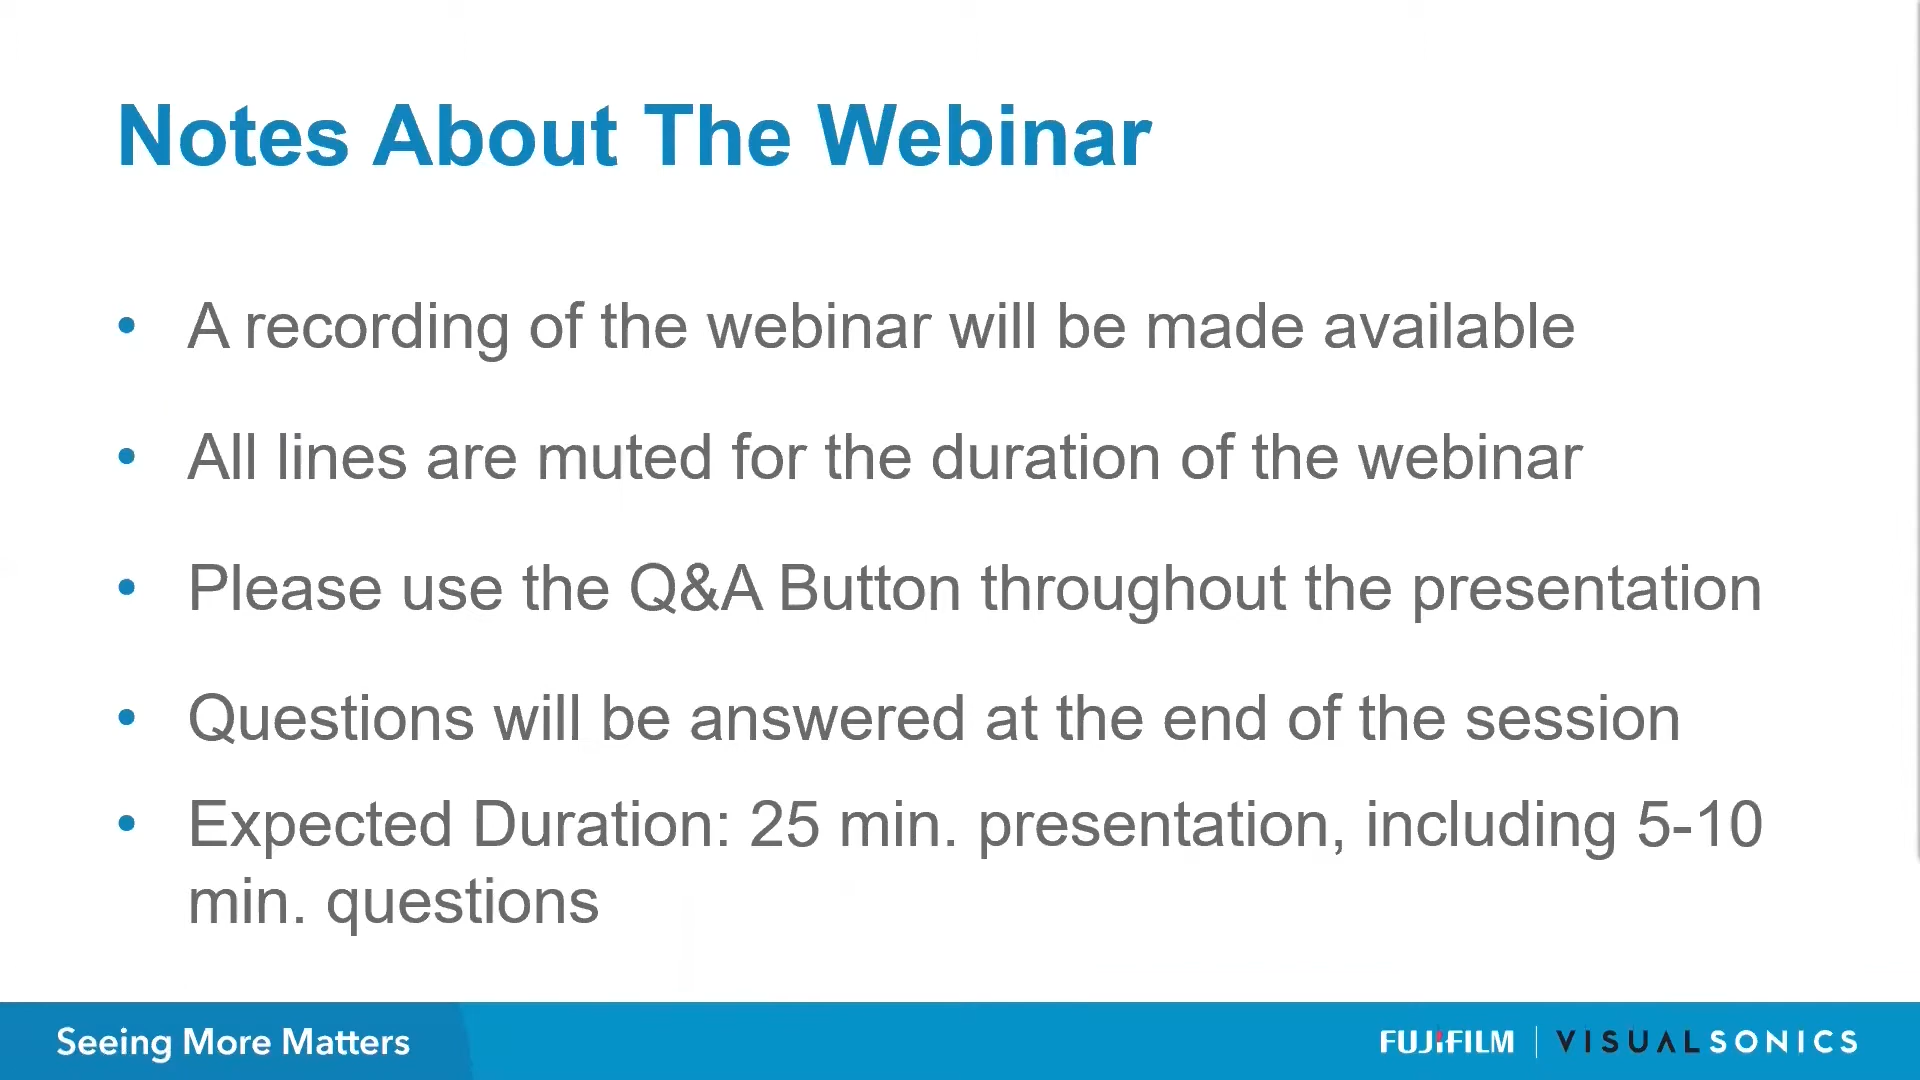 Notes About The Webinar
• A recording of the webinar will be made available
• All lines are muted for the duration of the webinar
• Please use the Q&A Button throughout the presentation
• Questions will be answered at the end of the session
• Expected Duration: 25 min. presentation, including 5-10
min. questions
Seeing More Matters
FUJIFILM | VISUALSONICS